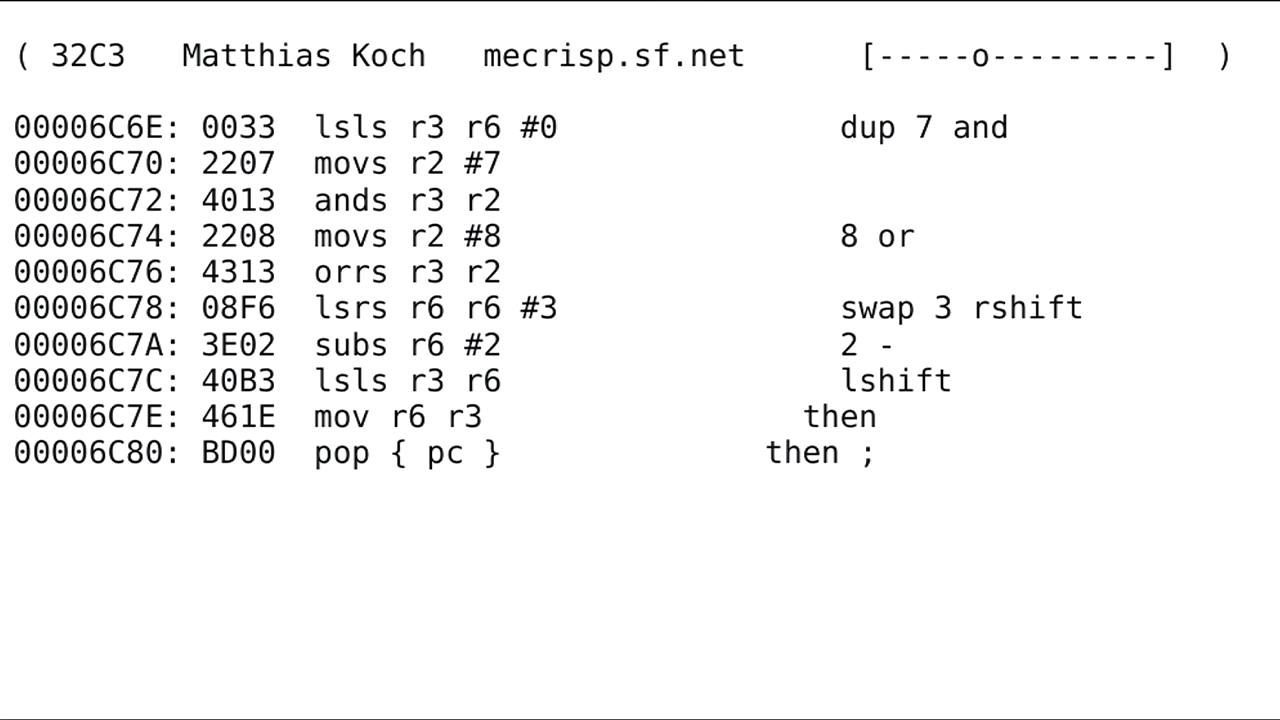 ( 32C3   Matthias Koch   mecrisp.sf.net      [-----o---------]  )
00006C6E: 0033  lsls r3 r6 #0               dup 7 and
00006C70: 2207  movs r2 #7
00006C72: 4013  ands r3 r2
00006C74: 2208  movs r2 #8                  8 or
00006C76: 4313  orrs r3 r2
00006C78: 08F6  lsrs r6 r6 #3               swap 3 rshift
00006C7A: 3E02  subs r6 #2                  2 -
00006C7C: 40B3  lsls r3 r6                  lshift
00006C7E: 461E  mov r6 r3                 then
00006C80: BD00  pop { pc }              then ;